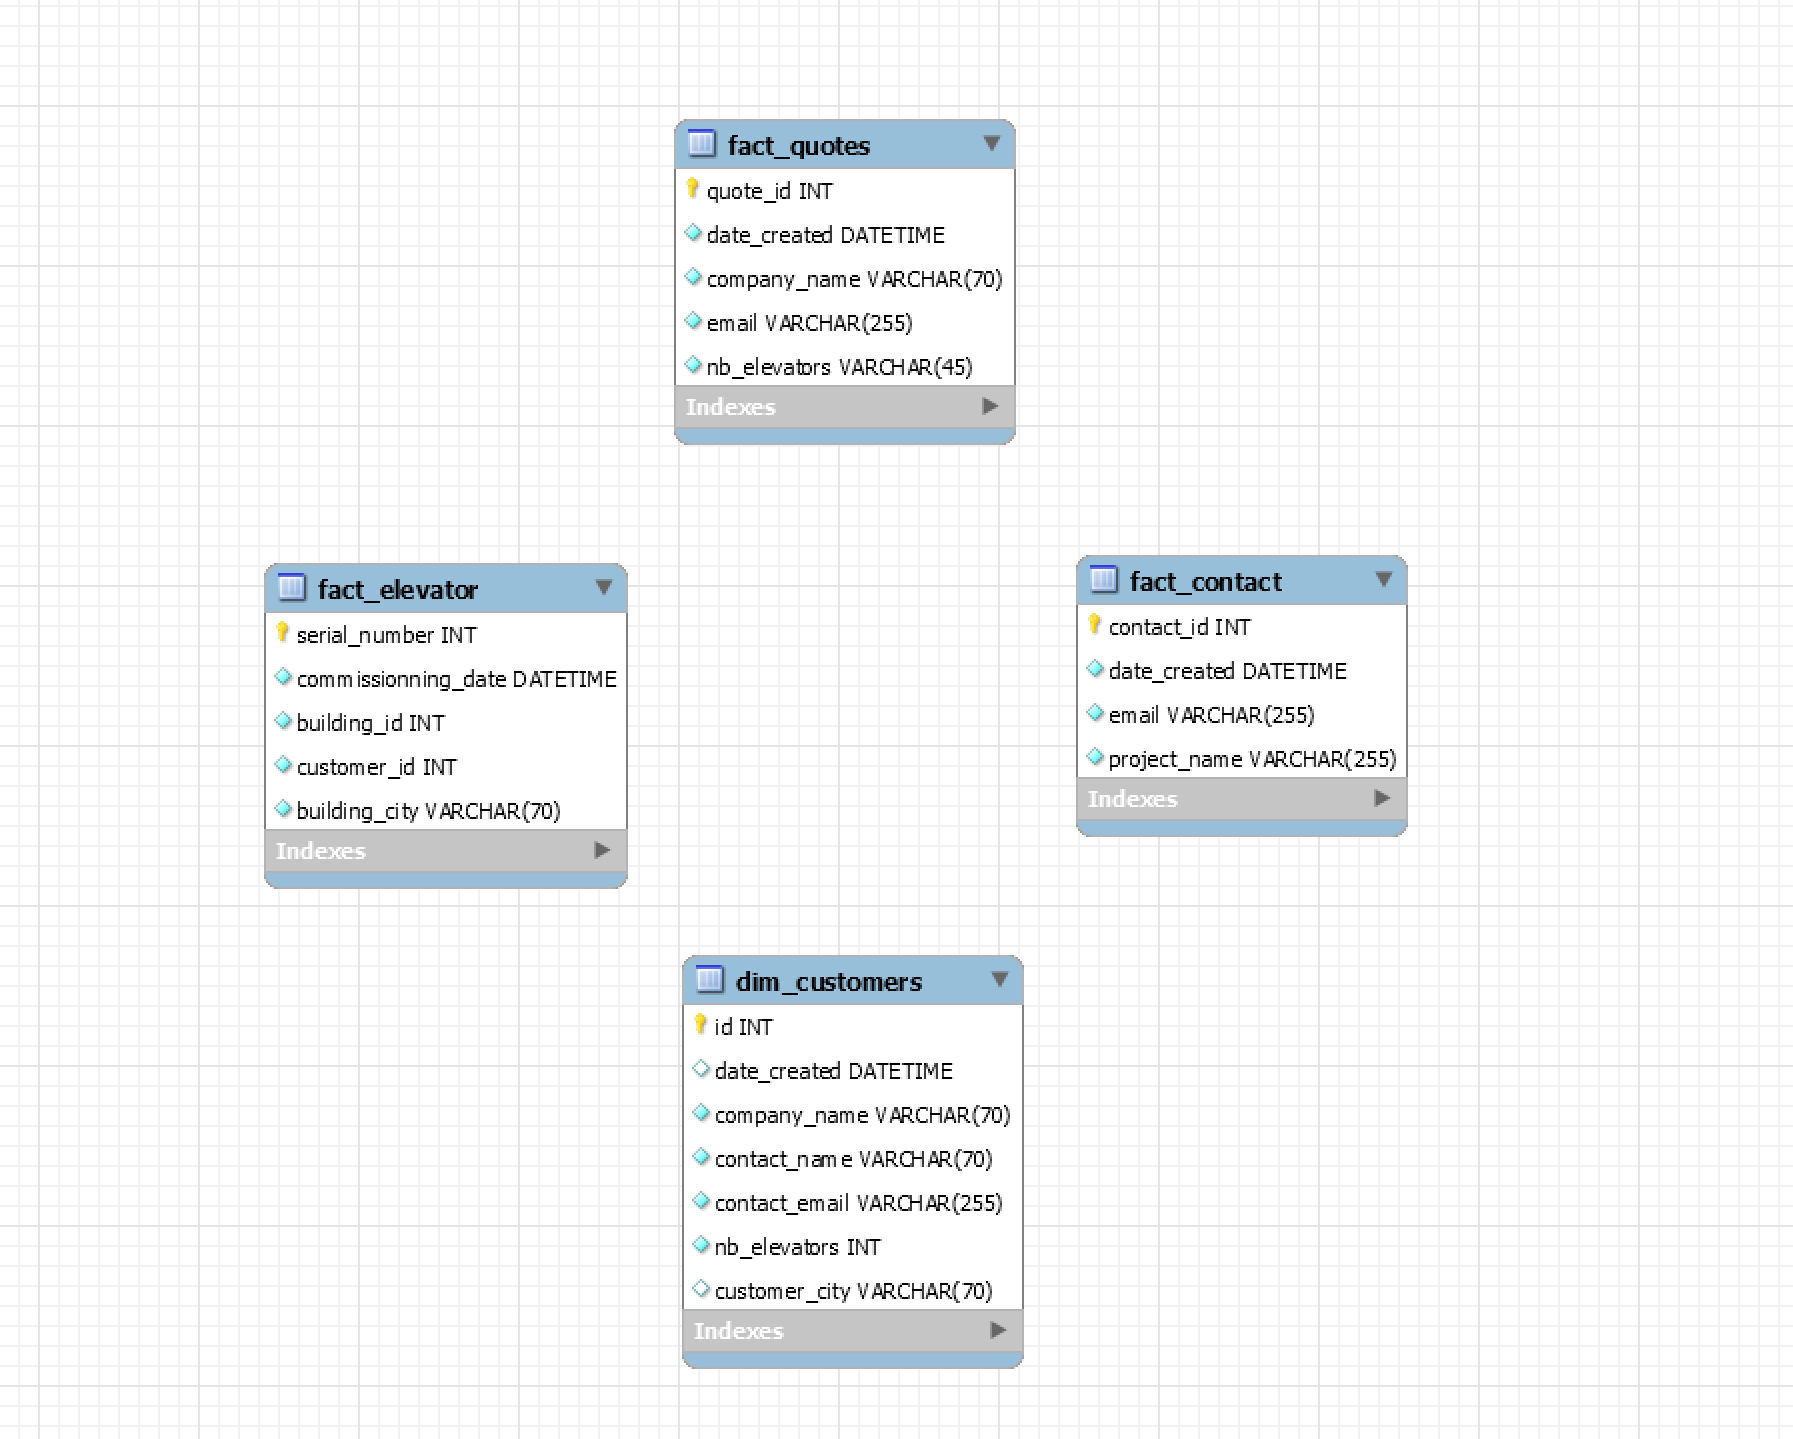 fact_quotes
quote_id INT
date_created DATETIME
company_name VARCHAR(70)
email VARCHAR(255)
nb_elevators VARCHAR(45)
Indexes
fact_elevator
serial_number INT
commissionning_date DATETIME
building_id INT
customer_id INT
building_city VARCHAR(70)
Indexes
fact_contact
contact_id INT
date_created DATETIME
email VARCHAR(255)
project_name VARCHAR(255)
Indexes
dim_customers
id INT
date_created DATETIME
company_name VARCHAR(70)
contact_name VARCHAR(70)
contact_email VARCHAR(255)
nb_elevators INT
customer_city VARCHAR(70)
Indexes